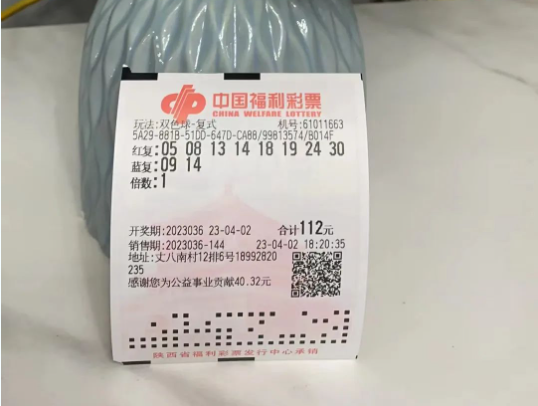 中国福利彩票
CHINA WELFARE LOTTERY
玩法:双色球-复式 机号:61011663
5A29-881B-51DD-647D-CA88/99813574/B014F
红复:05 08 13 14 18 19 24 30
蓝复:09 14
倍数:1
开奖期:2023036 23-04-02 合计112元
销售期:2023036-144 23-04-02 18:20:35
地址:丈八南村12排6号18992820
235
感谢您为公益事业贡献40.32元
陕西省福利彩票发行中心承销